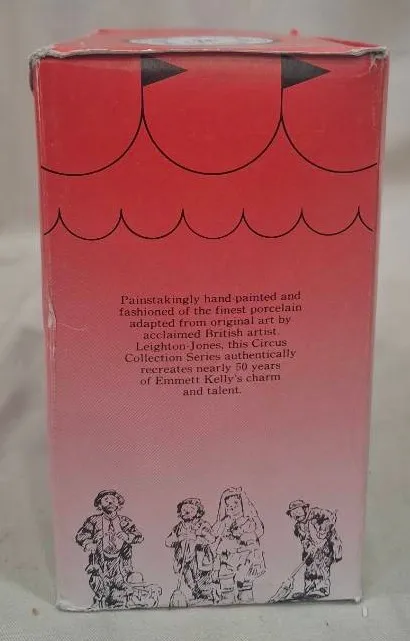 Painstakingly hand-painted and
fashioned of the finest porcelain
adapted from original art by
acclaimed British artist,
Leighton-Jones, this Circus
Collection Series authentically
recreates nearly 50 years
of Emmett Kelly's charm
and talent.